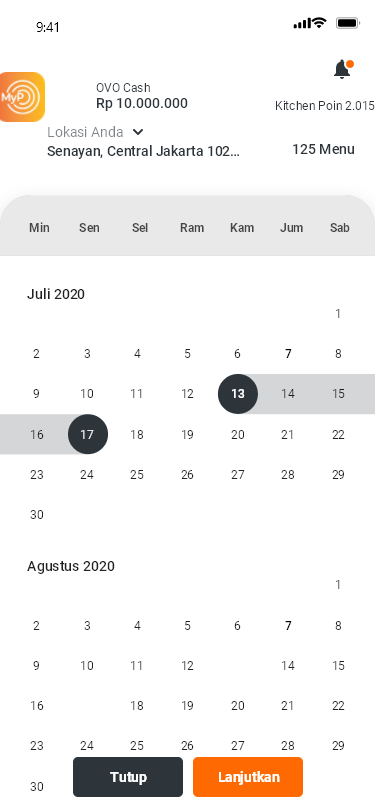 9:41
MyP
OVO Cash
Rp 10.000.000
Kitchen Poin 2.015
Lokasi Anda
Senayan, Central Jakarta 102...
125 Menu
Min Sen Sel Ram Kam Jum Sab
Juli 2020
1
2 3 4 5 6 7 8
9 10 11 12 13 14 15
16 17 18 19 20 21 22
23 24 25 26 27 28 29
30
Agustus 2020
1
2 3 4 5 6 7 8
9 10 11 12 14 15
16 18 19 20 21 22
23 24 25 26 27 28 29
30
Tutup Lanjutkan